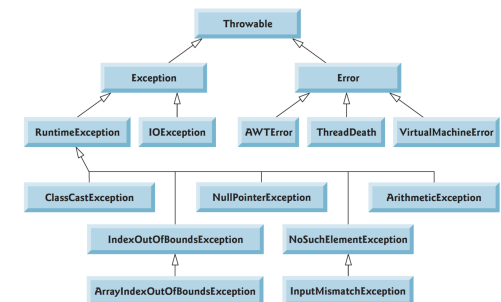 Throwable
Exception
Error
RuntimeException
IOException
AWTError
ThreadDeath
VirtualMachineError
ClassCastException
NullPointerException
ArithmeticException
IndexOutOfBoundsException
NoSuchElementException
ArrayIndexOutOfBoundsException
InputMismatchException